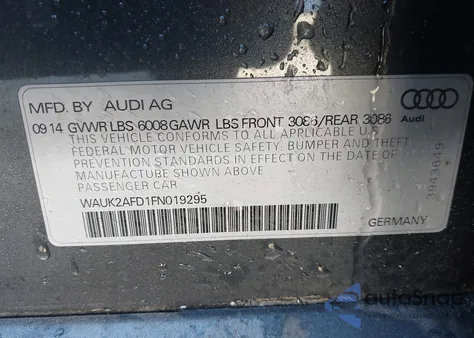 MFD. BY AUDI AG
0914 GVWR LBS 6008 GAWR LBS FRONT 3086/REAR 3086
THIS VEHICLE CONFORMS TO ALL APPLICABLE U.S.
FEDERAL MOTOR VEHICLE SAFETY, BUMPER AND THEFT
PREVENTION STANDARDS IN EFFECT ON THE DATE OF
MANUFACTURE SHOWN ABOVE
PASSENGER CAR
WAUK2AFD1FN019295
Audi
3943649
GERMANY
autoSnap